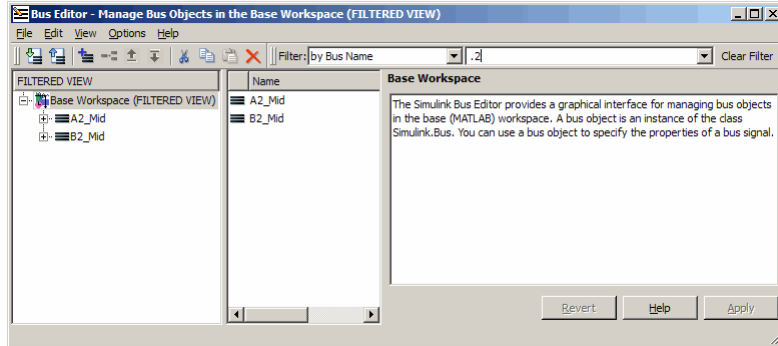 Bus Editor - Manage Bus Objects in the Base Workspace (FILTERED VIEW)
File Edit View Options Help
Filter: by Bus Name .2 Clear Filter
FILTERED VIEW
Base Workspace (FILTERED VIEW)
A2_Mid
B2_Mid
Name
A2_Mid
B2_Mid
Base Workspace
The Simulink Bus Editor provides a graphical interface for managing bus objects
in the base (MATLAB) workspace. A bus object is an instance of the class
Simulink.Bus. You can use a bus object to specify the properties of a bus signal.
Revert Help Apply